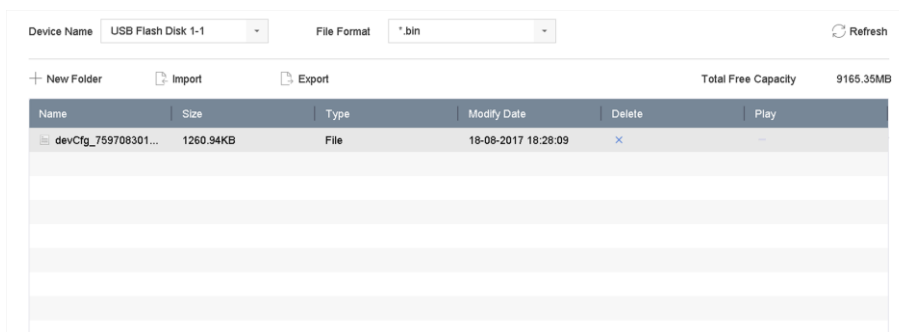 Device Name USB Flash Disk 1-1 File Format *.bin Refresh
New Folder Import Export Total Free Capacity 9165.35MB
Name Size Type Modify Date Delete Play
devCfg_759708301... 1260.94KB File 18-08-2017 18:28:09